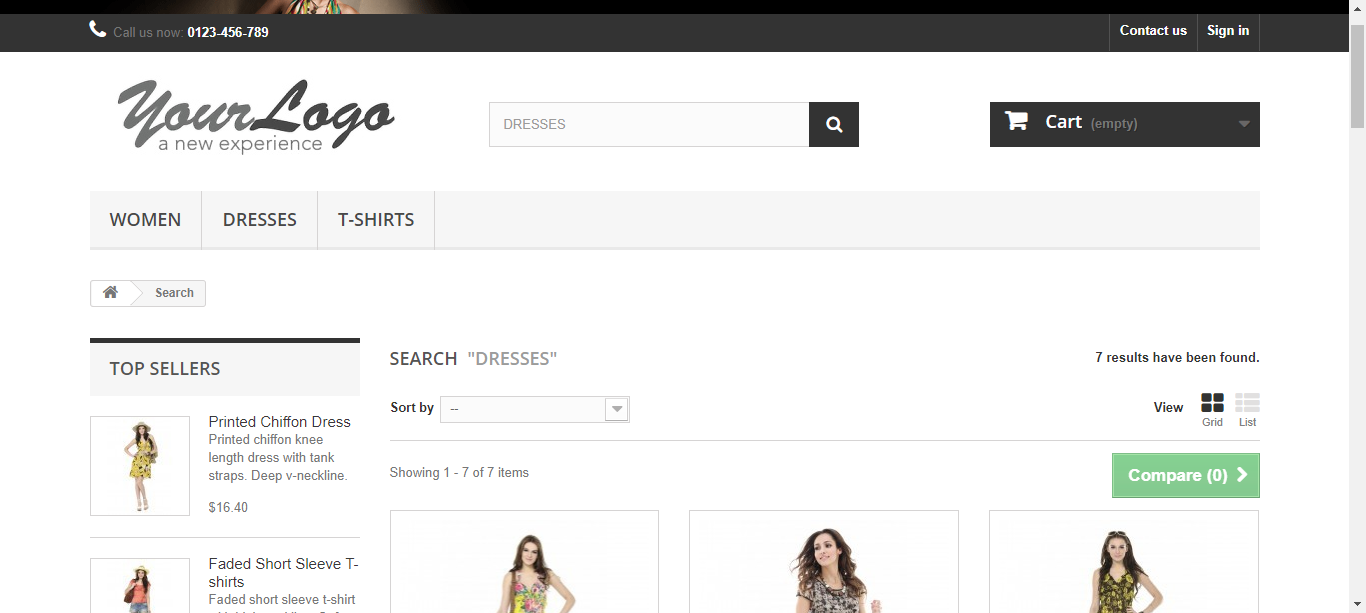 Call us now: 0123-456-789
Contact us
Sign in
YourLogo
a new experience
DRESSES
Cart (empty)
WOMEN
DRESSES
T-SHIRTS
Search
TOP SELLERS
Printed Chiffon Dress
Printed chiffon knee
length dress with tank
straps. Deep v-neckline.
$16.40
Faded Short Sleeve T-
shirts
Faded short sleeve t-shirt
SEARCH "DRESSES"
7 results have been found.
Sort by --
View
Grid
List
Showing 1 - 7 of 7 items
Compare (0)